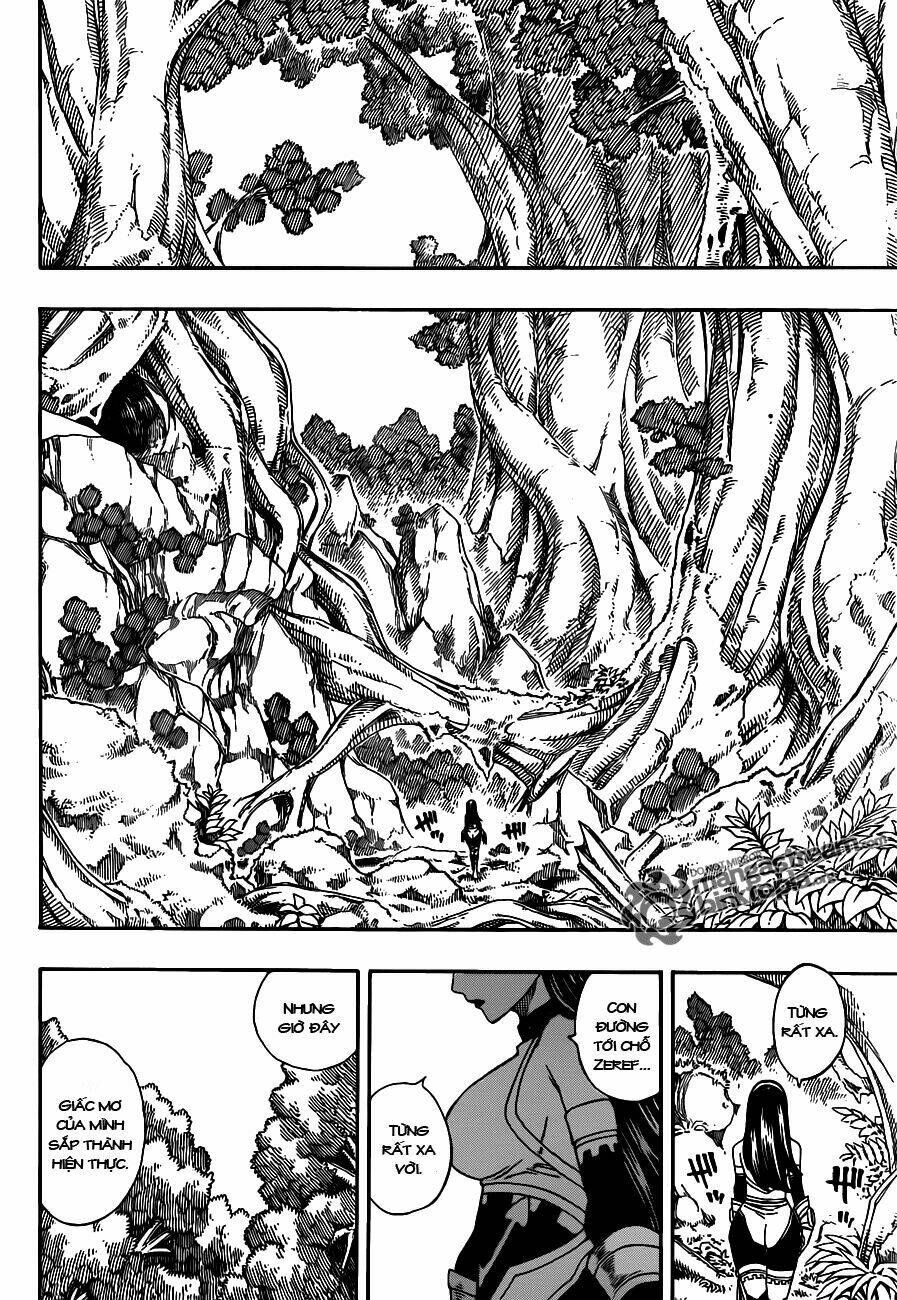 TỪNG
RẤT XA.
CON
ĐƯỜNG
TỚI CHỖ
ZEREF...
TỪNG
RẤT XA
VỜI.
NHƯNG
GIỜ ĐÂY
GIẤC MƠ
CỦA MÌNH
SẮP THÀNH
HIỆN THỰC.